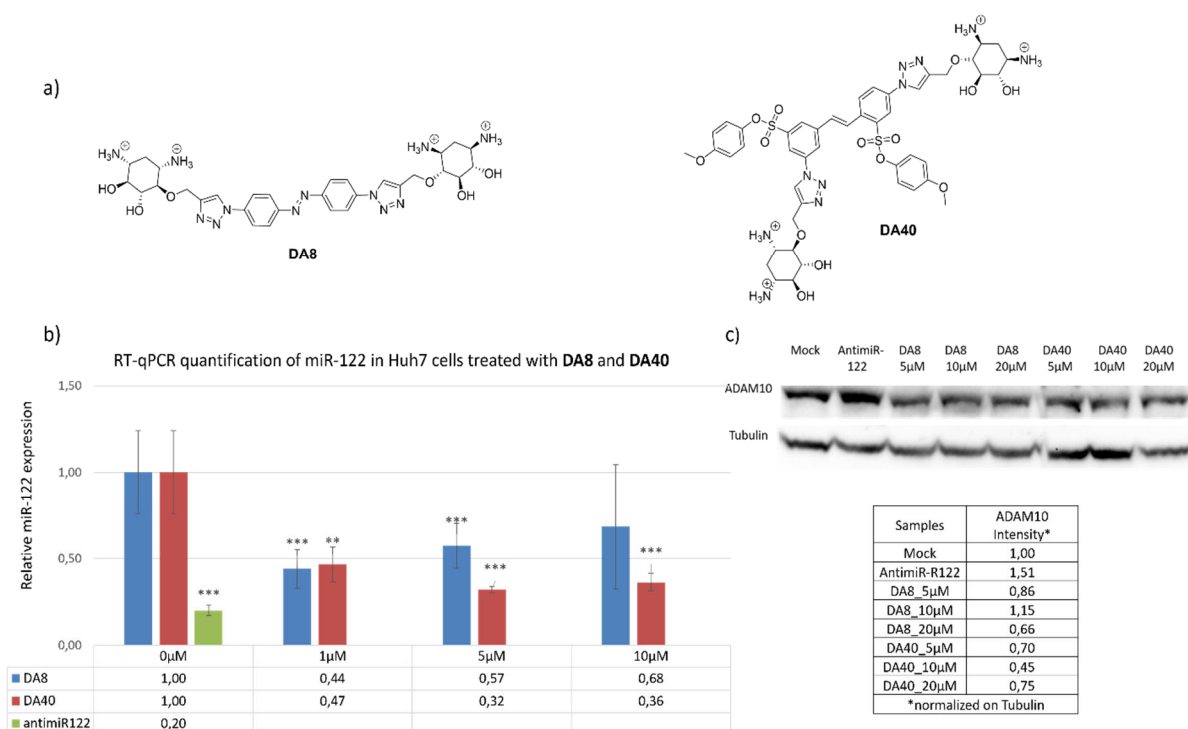 a)
NH₃
⊕
NH₃
⊕
HO
OH
O
N=N
N
N
N
N
N
N=N
O
NH₃
⊕
NH₃
⊕
OH
OH
DA8
H₃N
⊕
NH₃
⊕
O
HO
OH
N=N
N
O
O
O
S
O
S
O
O
O
O
N
N
N
O
H₃N
⊕
OH
H₃N
⊕
OH
DA40
b)
RT-qPCR quantification of miR-122 in Huh7 cells treated with DA8 and DA40
Relative miR-122 expression
1,50
1,00
0,50
0,00
***
***
**
***
***
***
0µM 1µM 5µM 10µM
DA8 1,00 0,44 0,57 0,68
DA40 1,00 0,47 0,32 0,36
antimiR122 0,20
c)
Mock AntimiR-122 DA8 5µM DA8 10µM DA8 20µM DA40 5µM DA40 10µM DA40 20µM
ADAM10
Tubulin
Samples ADAM10 Intensity*
Mock 1,00
AntimiR-R122 1,51
DA8_5µM 0,86
DA8_10µM 1,15
DA8_20µM 0,66
DA40_5µM 0,70
DA40_10µM 0,45
DA40_20µM 0,75
*normalized on Tubulin